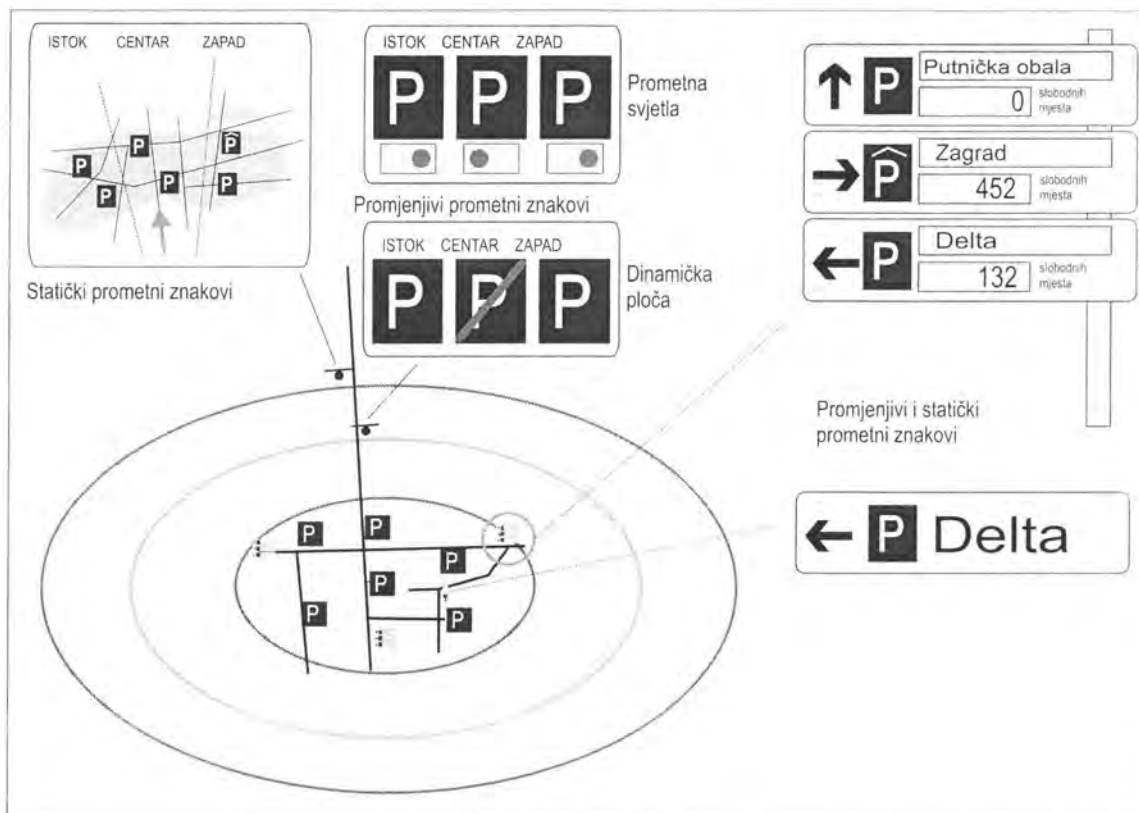 ISTOK CENTAR ZAPAD
P
P
P
P
P
P
Statički prometni znakovi
ISTOK CENTAR ZAPAD
P P P
Prometna
svjetla
Promjenjivi prometni znakovi
ISTOK CENTAR ZAPAD
P P P
Dinamička
ploča
P
Putnička obala
0
slobodnih
mjesta
P
Zagrad
452
slobodnih
mjesta
P
Delta
132
slobodnih
mjesta
Promjenjivi i statički
prometni znakovi
P Delta
P
P
P
P
P
P